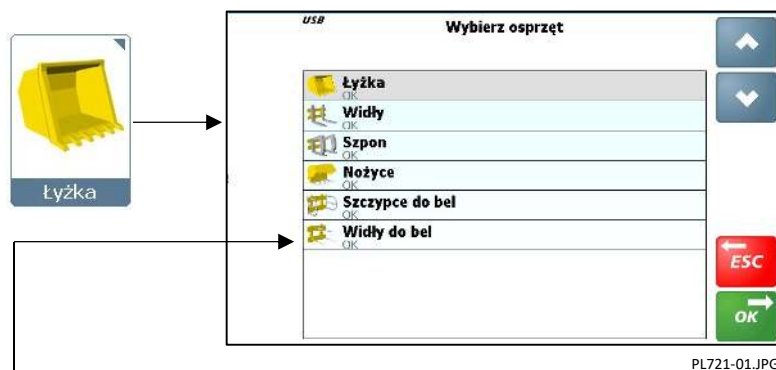 USB
Wybierz osprzęt
Łyżka
Łyżka
OK
Widły
OK
Szpon
OK
Nożyce
OK
Szczypce do bel
OK
Widły do bel
OK
ESC
OK
PL721-01.JPG